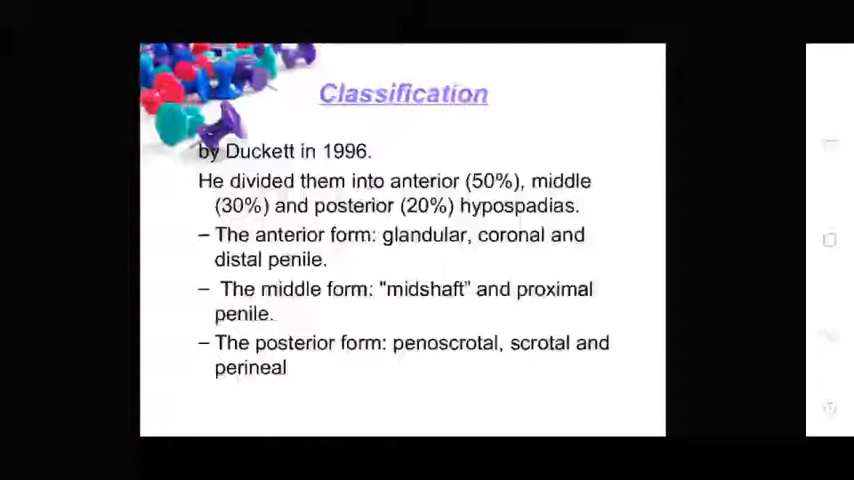 Classification
by Duckett in 1996.
He divided them into anterior (50%), middle
(30%) and posterior (20%) hypospadias.
– The anterior form: glandular, coronal and
distal penile.
– The middle form: "midshaft” and proximal
penile.
– The posterior form: penoscrotal, scrotal and
perineal